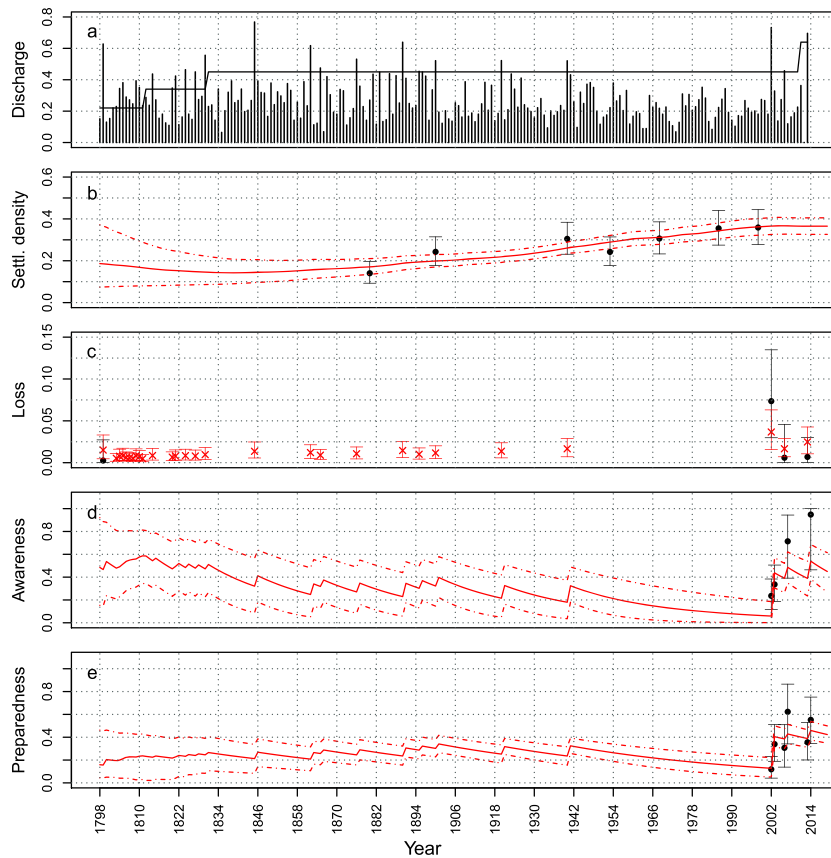 a
Discharge
0.0 0.2 0.4 0.6 0.8
b
Settl. density
0.0 0.2 0.4 0.6
c
Loss
0.00 0.05 0.10 0.15
d
Awareness
0.0 0.4 0.8
e
Preparedness
0.0 0.4 0.8
1798 1810 1822 1834 1846 1858 1870 1882 1894 1906 1918 1930 1942 1954 1966 1978 1990 2002 2014
Year